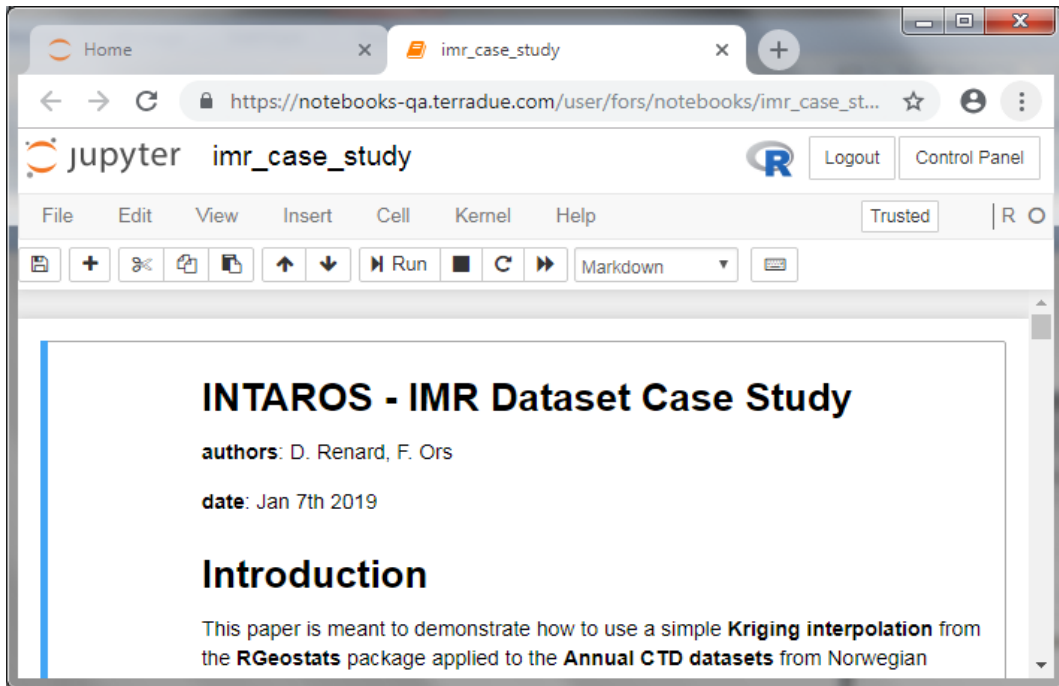 Home
imr_case_study
https://notebooks-qa.terradue.com/user/fors/notebooks/imr_case_st...
jupyter imr_case_study R Logout Control Panel
File Edit View Insert Cell Kernel Help Trusted R
Run Markdown
INTAROS - IMR Dataset Case Study
authors: D. Renard, F. Ors
date: Jan 7th 2019
Introduction
This paper is meant to demonstrate how to use a simple Kriging interpolation from
the RGeostats package applied to the Annual CTD datasets from Norwegian